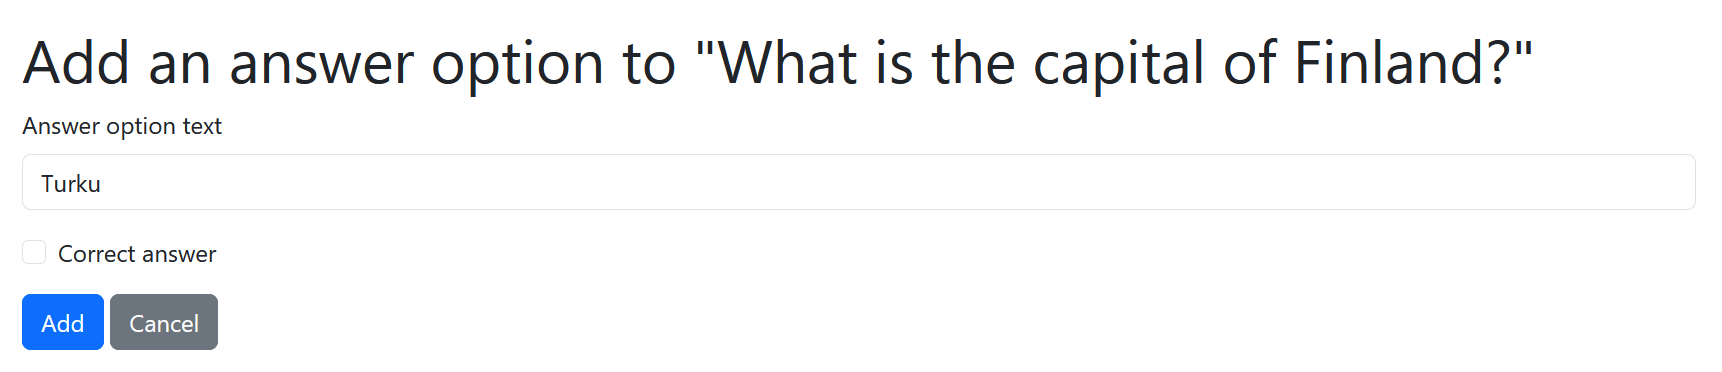 Add an answer option to "What is the capital of Finland?"
Answer option text
Turku
Correct answer
Add Cancel